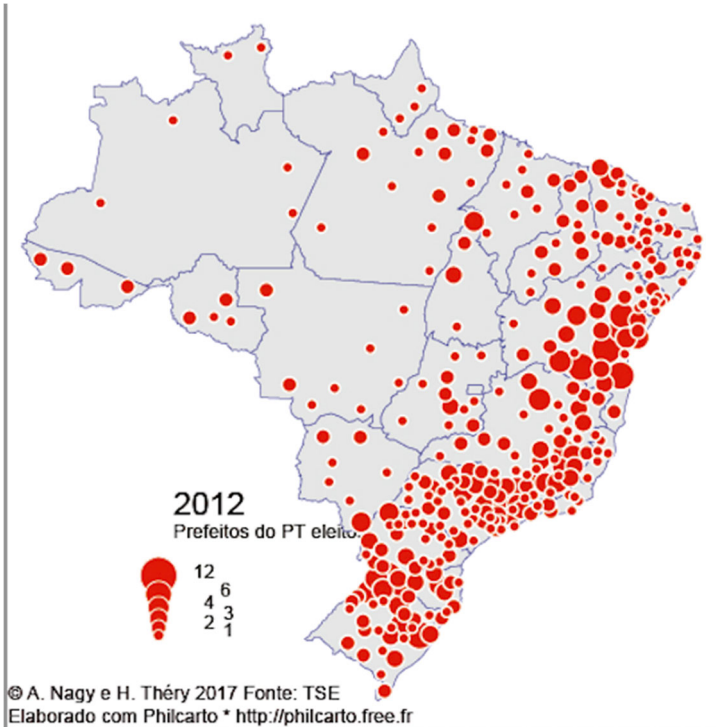 2012
Prefeitos do PT eleito
12
6
4
3
2
1
© A. Nagy e H. Théry 2017 Fonte: TSE
Elaborado com Philcarto * http://philcarto.free.fr